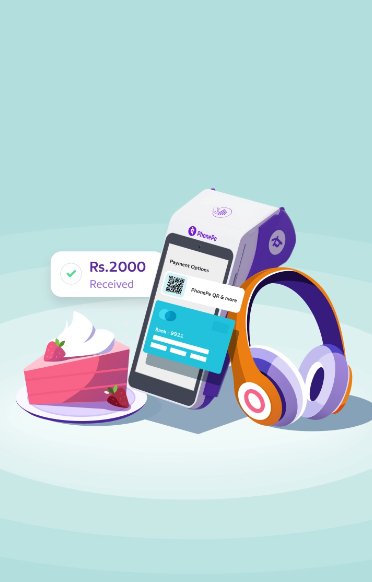 PhonePe
Rs.2000
Received
Payment Options
PhonePe QR & more